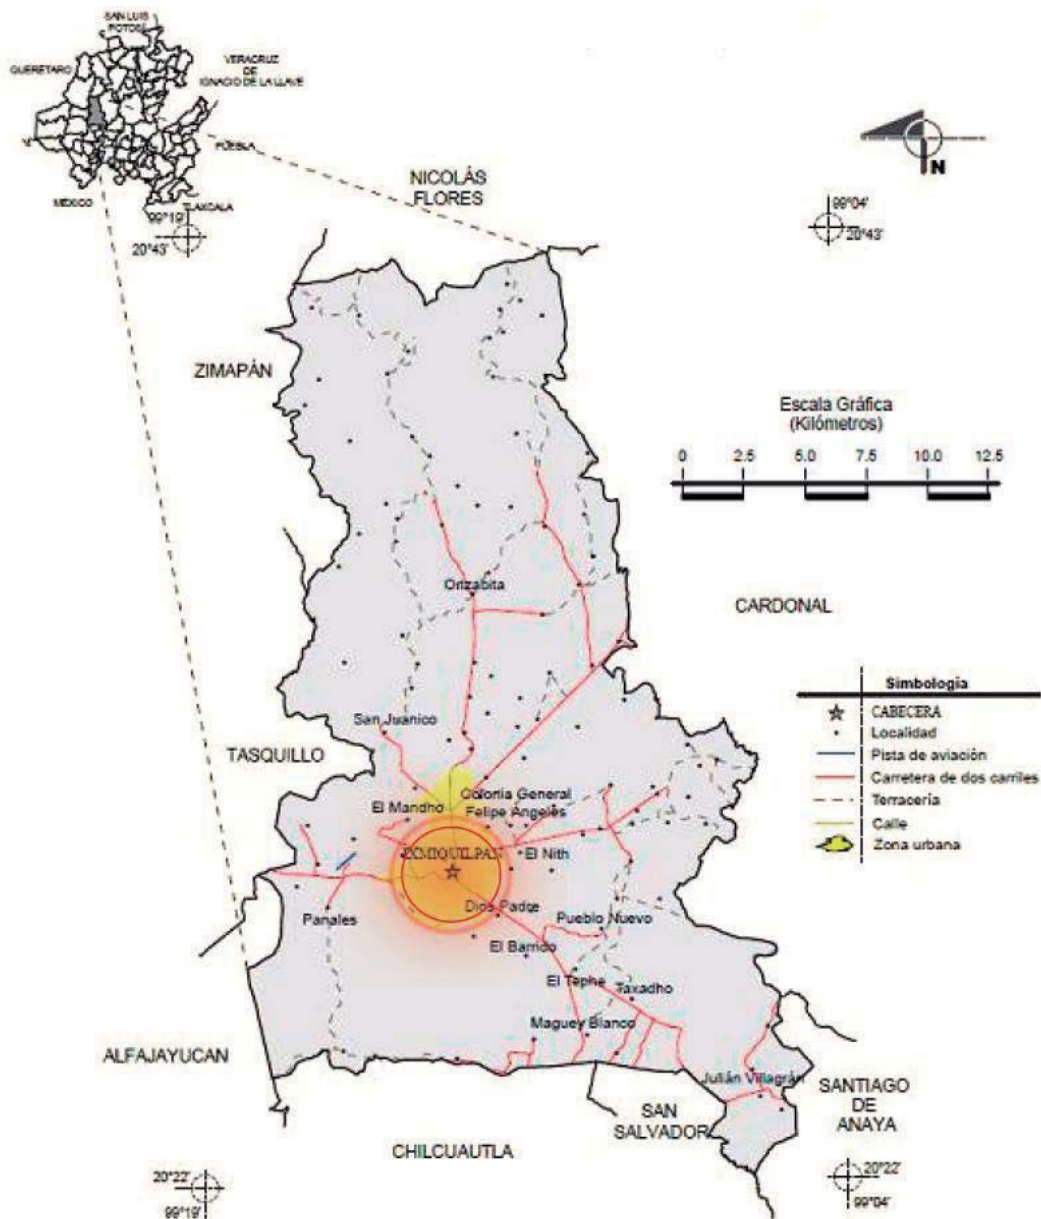 SAN LUIS
POTOSÍ
QUERÉTARO
VERACRUZ
DE
IGNACIO DE LA LLAVE
PUEBLA
MÉXICO
TLAXCALA
99°19'
20°43'
NICOLÁS
FLORES
N
99°04'
20°43'
ZIMAPÁN
Escala Gráfica
(Kilómetros)
0 2.5 5.0 7.5 10.0 12.5
Orizabita
CARDONAL
Simbología
CABECERA
Localidad
Pista de aviación
Carretera de dos carriles
Terracería
Calle
Zona urbana
San Juanico
TASQUILLO
El Mandho
Colonia General
Felipe Angeles
IXMIQUILPAN
El Nith
Dios Padre
Panales
Pueblo Nuevo
El Barrido
El Tephe
Taxadho
Maguey Blanco
ALFAJAYUCAN
Julián Villagrán
SANTIAGO
DE
ANAYA
SAN
SALVADOR
CHILCUAUTLA
20°22'
99°19'
20°22'
99°04'